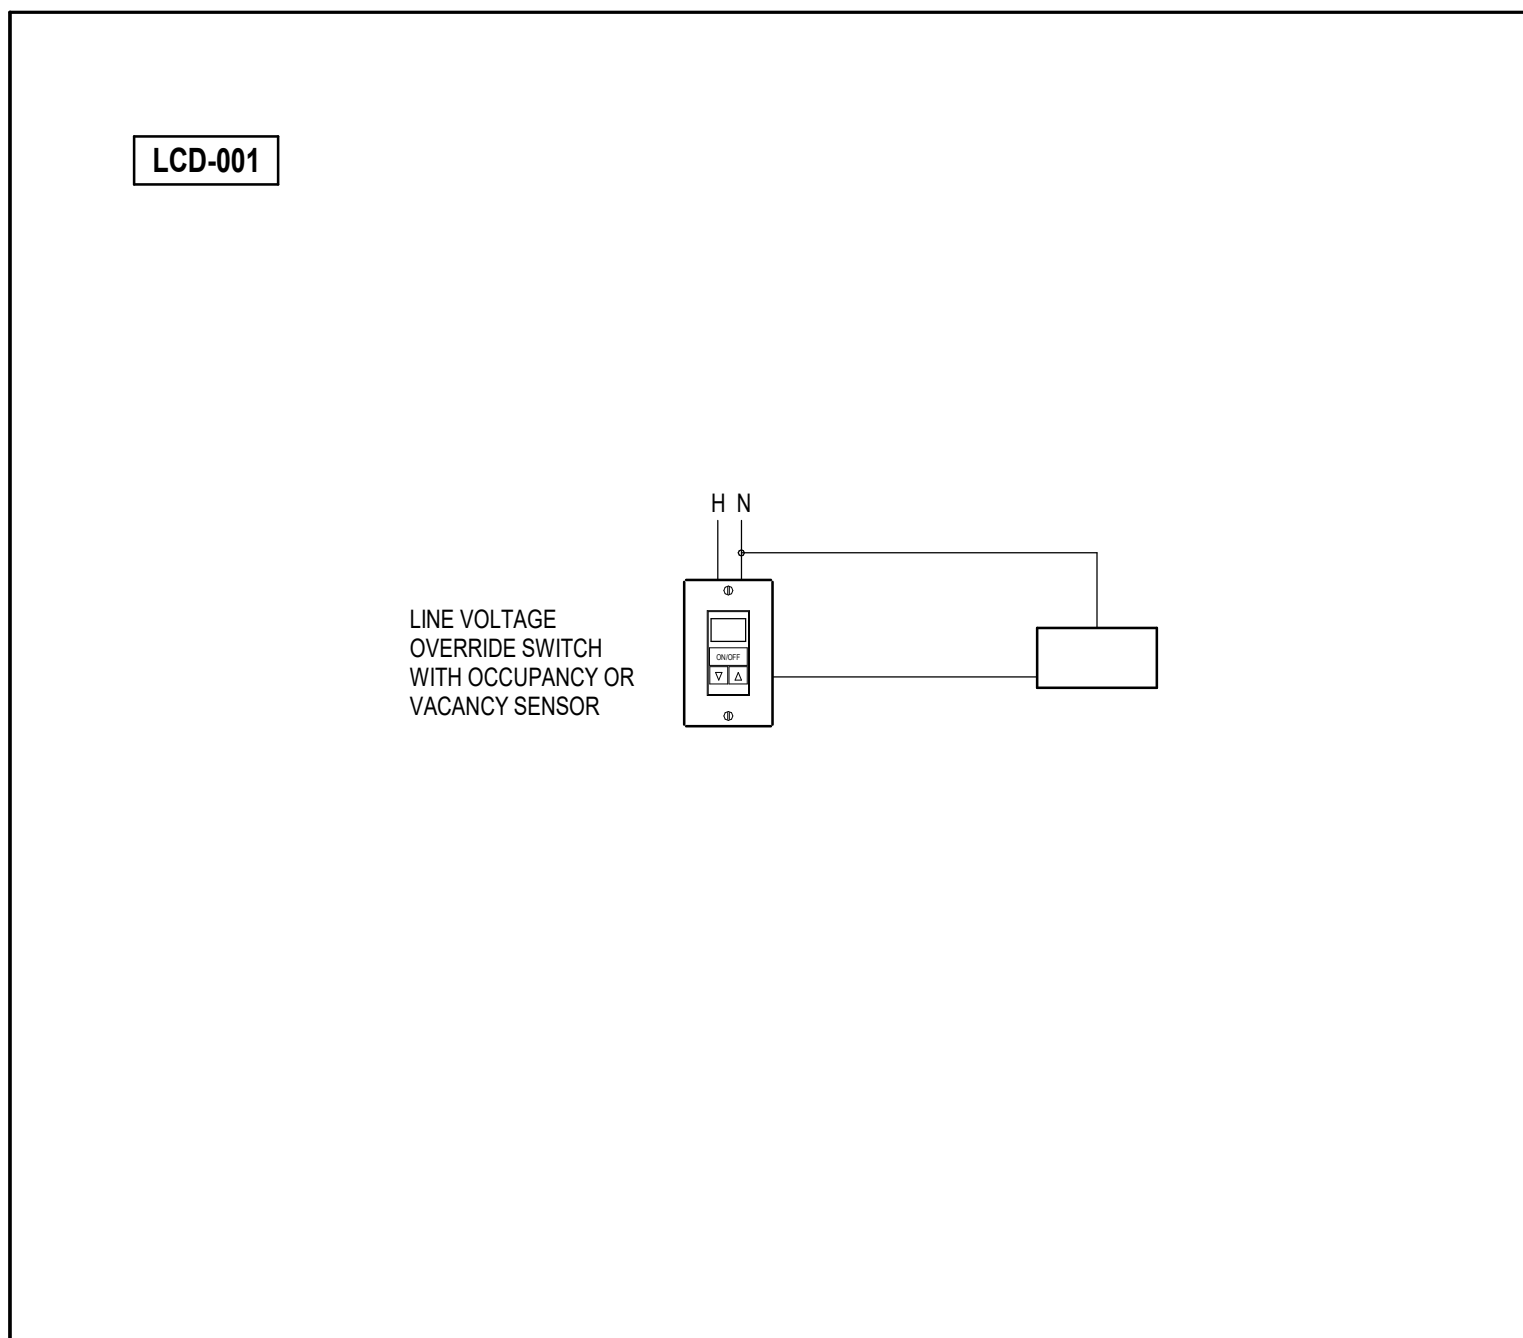 LCD-001
H N
LINE VOLTAGE
OVERRIDE SWITCH
WITH OCCUPANCY OR
VACANCY SENSOR
ON/OFF